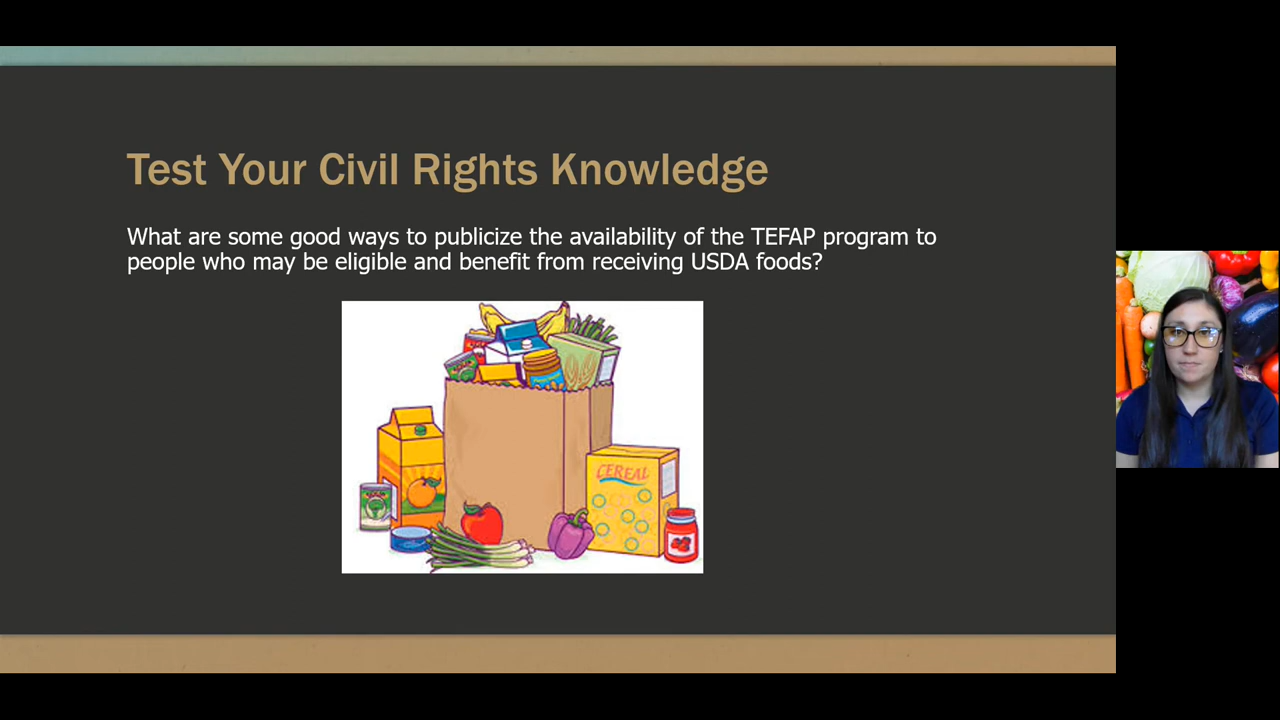 Test Your Civil Rights Knowledge
What are some good ways to publicize the availability of the TEFAP program to
people who may be eligible and benefit from receiving USDA foods?
CEREAL